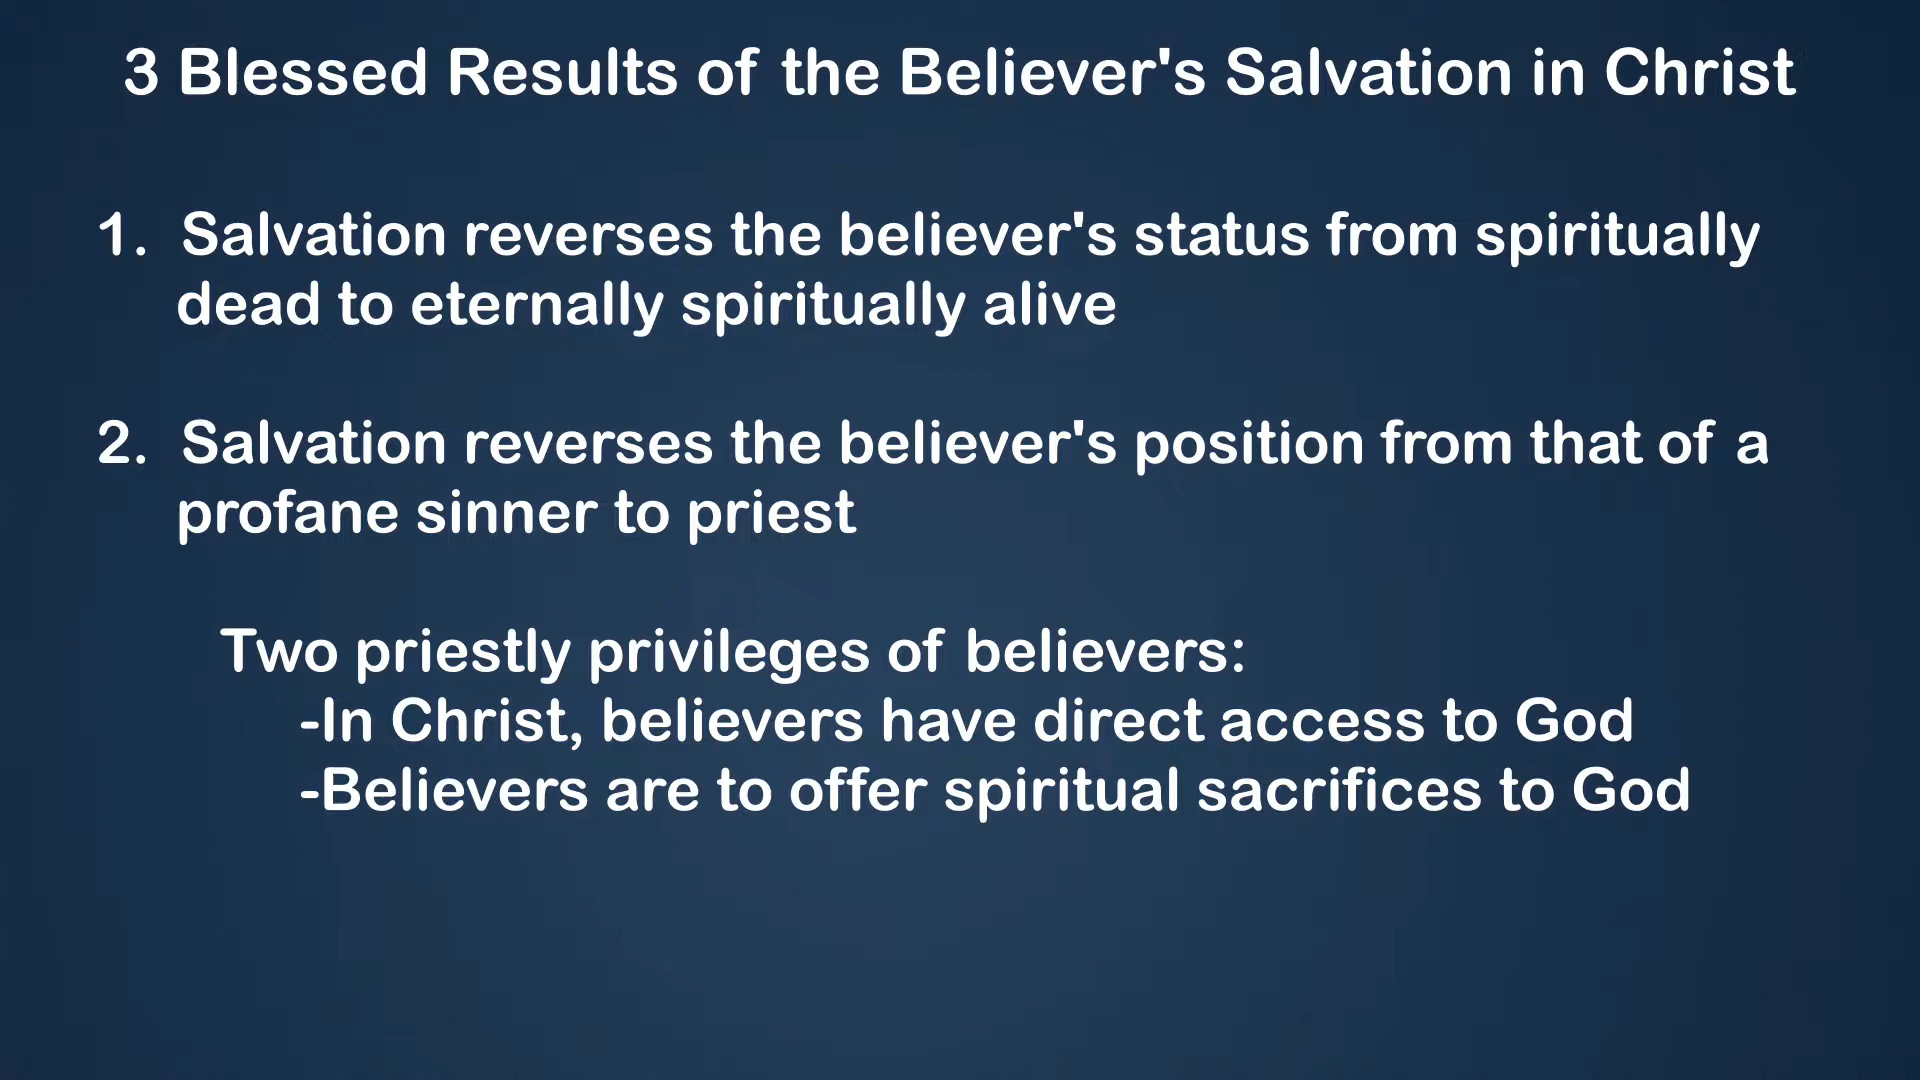 3 Blessed Results of the Believer's Salvation in Christ
1. Salvation reverses the believer's status from spiritually
dead to eternally spiritually alive
2. Salvation reverses the believer's position from that of a
profane sinner to priest
Two priestly privileges of believers:
-In Christ, believers have direct access to God
-Believers are to offer spiritual sacrifices to God